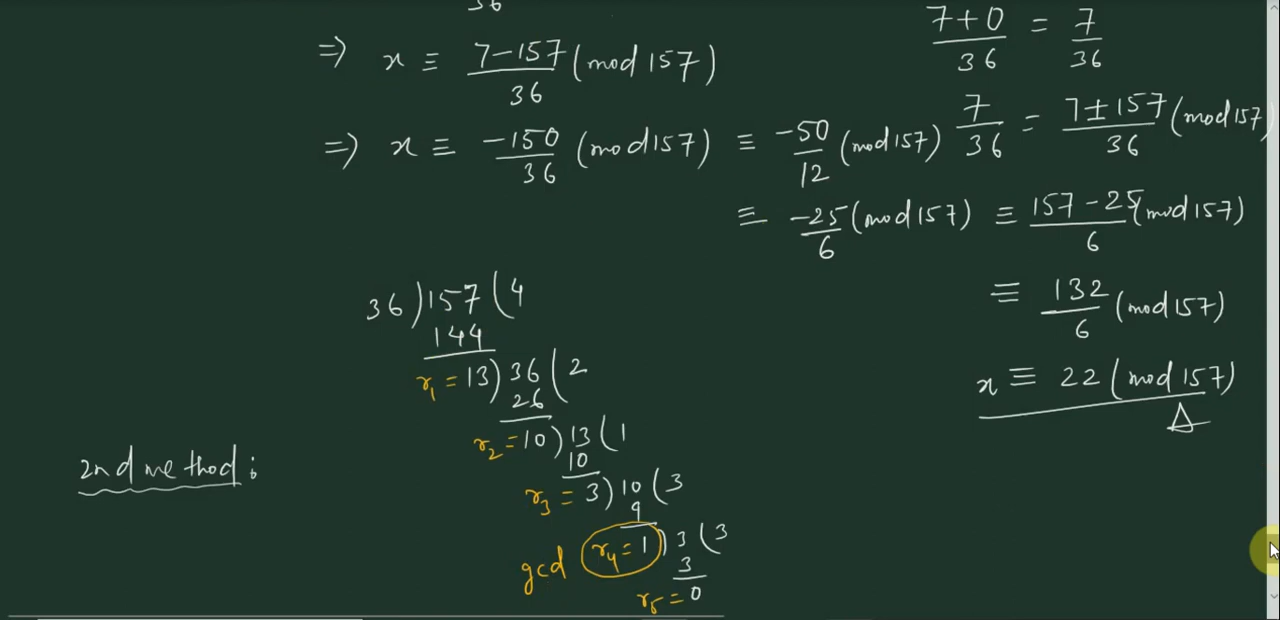 36
⇒ x ≡ (7-157)/36 (mod 157)
⇒ x ≡ -150/36 (mod 157) ≡ -50/12 (mod 157)
≡ -25/6 (mod 157) ≡ (157-25)/6 (mod 157)
≡ 132/6 (mod 157)
x ≡ 22 (mod 157)
Δ
(7+0)/36 = 7/36
7/36 = (7±157)/36 (mod 157)
36)157(4
144
r₁ = 13)36(2
26
r₂ = 10)13(1
10
r₃ = 3)10(3
9
gcd r₄ = 1)3(3
3
r₅ = 0
2nd method: